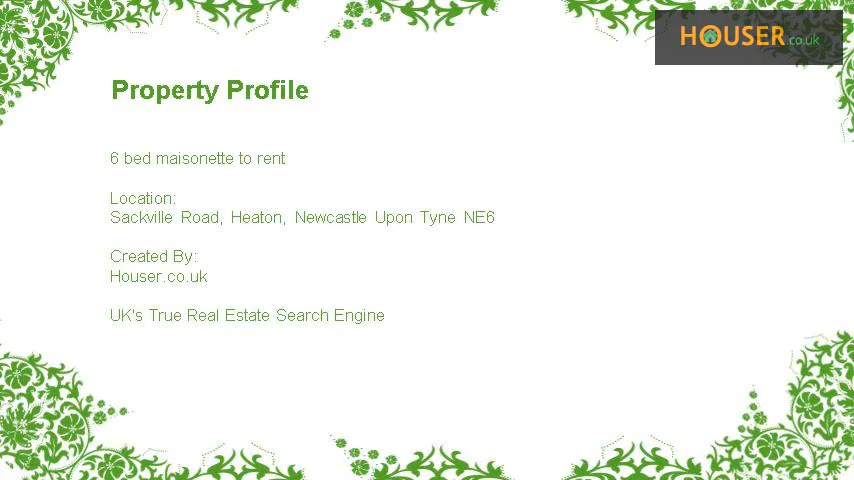 HOUSER.co.uk
Property Profile
6 bed maisonette to rent
Location:
Sackville Road, Heaton, Newcastle Upon Tyne NE6
Created By:
Houser.co.uk
UK's True Real Estate Search Engine